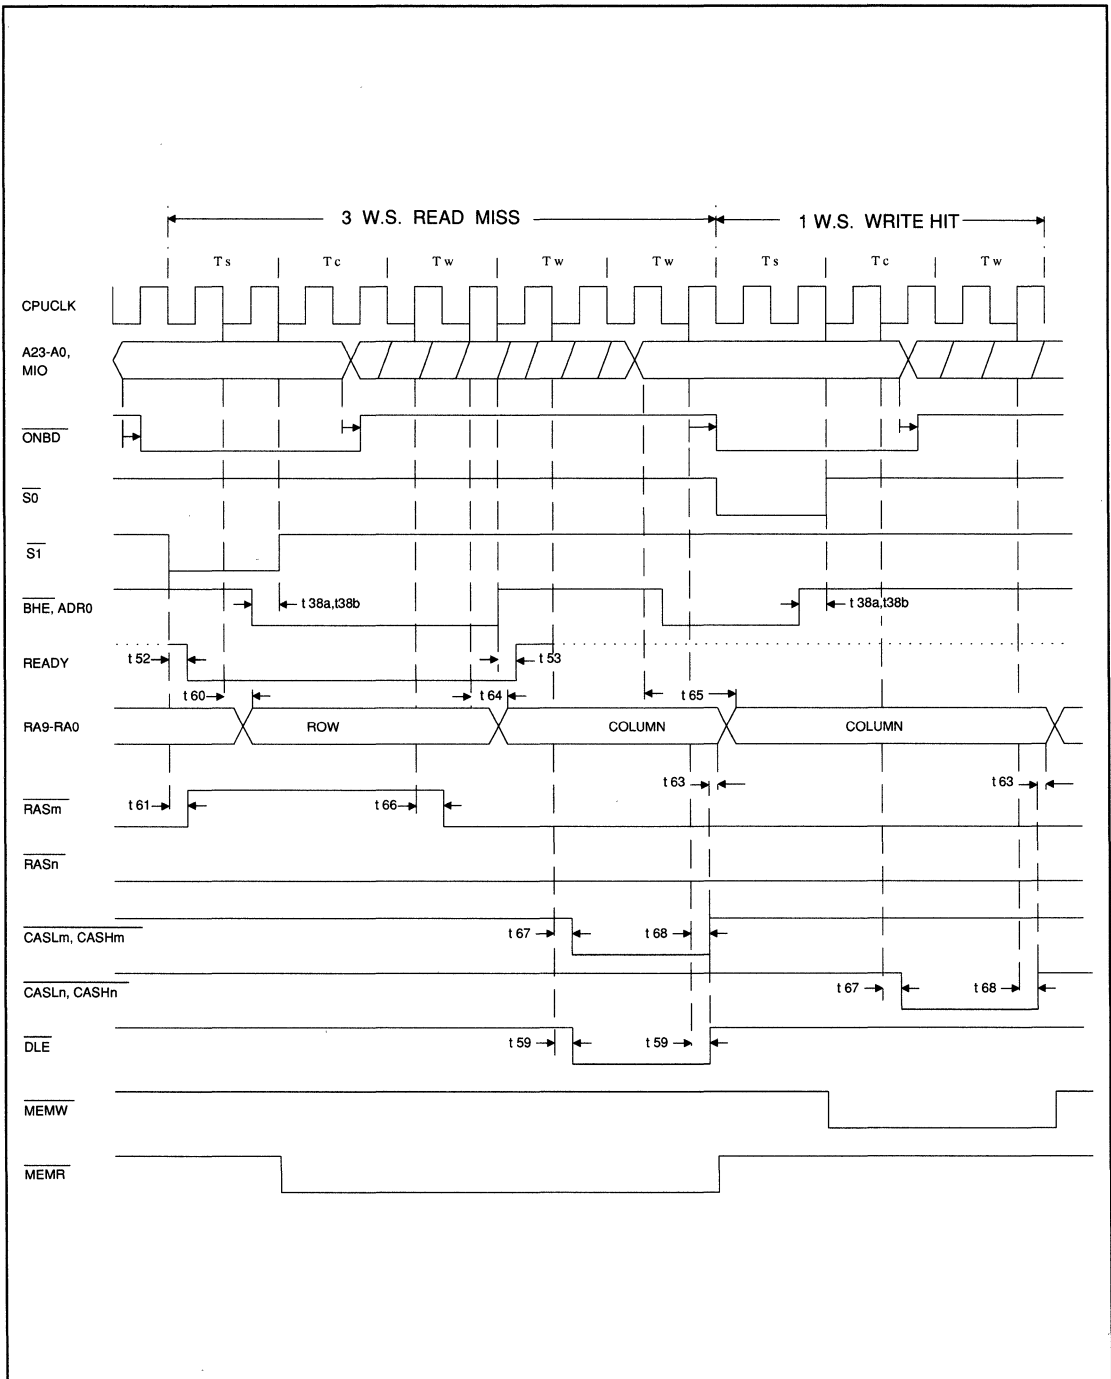 3 W.S. READ MISS
1 W.S. WRITE HIT
Ts Tc Tw Tw Tw Ts Tc Tw
CPUCLK
A23-A0,
MIO
ONBD
S0
S1
BHE, ADR0 t 38a,t38b t 38a,t38b
READY t 52 t 53
t 60 t 64 t 65
RA9-RA0 ROW COLUMN COLUMN
t 63 t 63
RASm t 61 t 66
RASn
CASLm, CASHm t 67 t 68
CASLn, CASHn t 67 t 68
DLE t 59 t 59
MEMW
MEMR